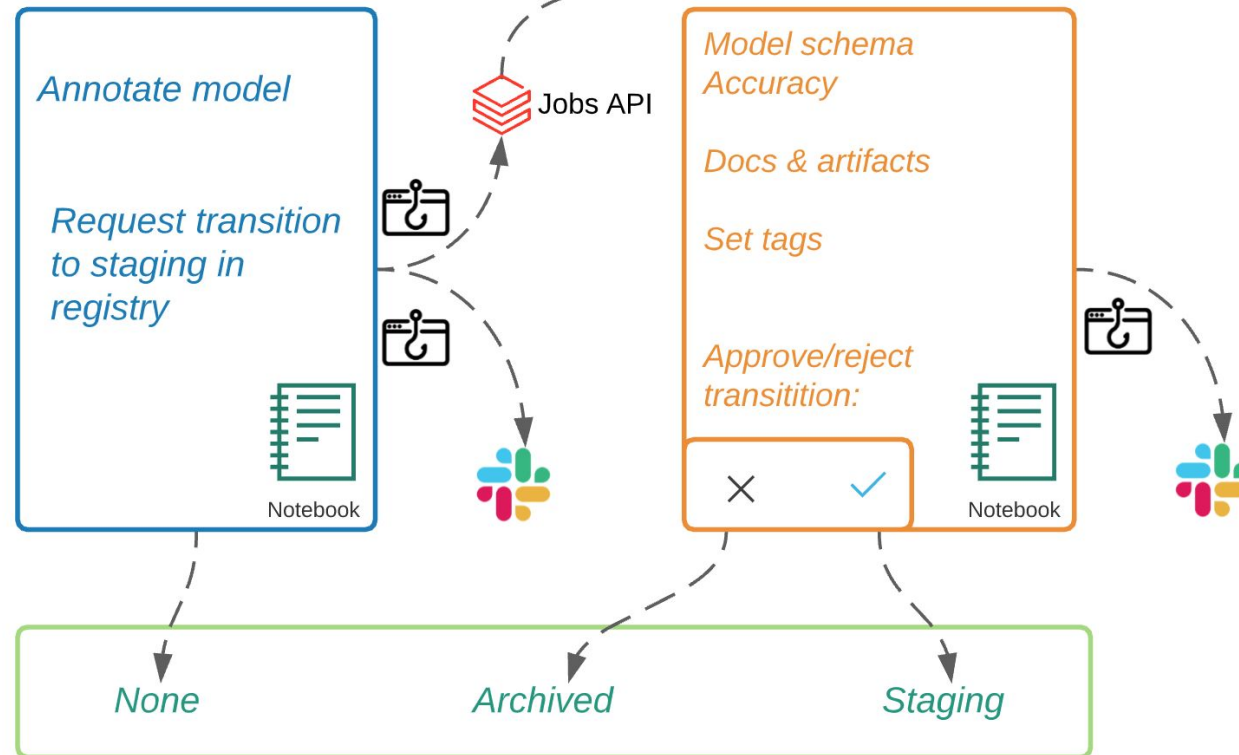 Annotate model
Request transition
to staging in
registry
Notebook
Jobs API
Model schema
Accuracy
Docs & artifacts
Set tags
Approve/reject
transitition:
Notebook
None
Archived
Staging